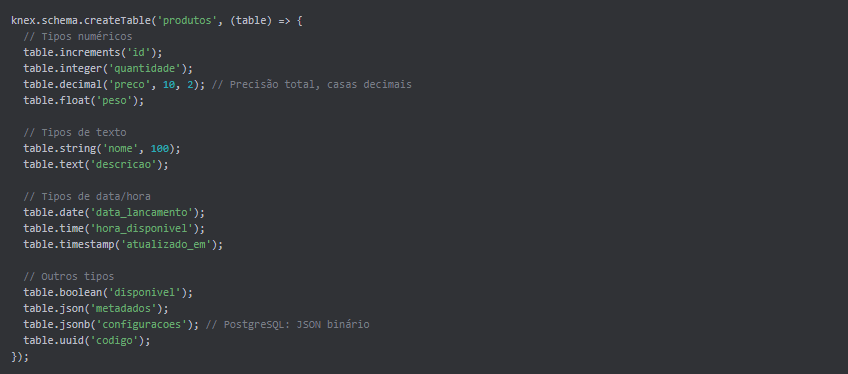 knex.schema.createTable('produtos', (table) => {
  // Tipos numéricos
  table.increments('id');
  table.integer('quantidade');
  table.decimal('preco', 10, 2); // Precisão total, casas decimais
  table.float('peso');

  // Tipos de texto
  table.string('nome', 100);
  table.text('descricao');

  // Tipos de data/hora
  table.date('data_lancamento');
  table.time('hora_disponivel');
  table.timestamp('atualizado_em');

  // Outros tipos
  table.boolean('disponivel');
  table.json('metadados');
  table.jsonb('configuracoes'); // PostgreSQL: JSON binário
  table.uuid('codigo');
});